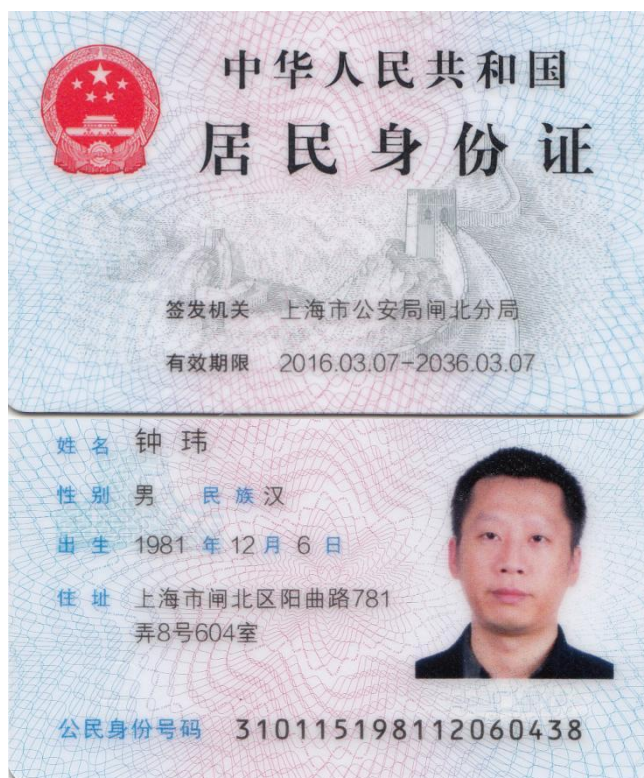 中华人民共和国
居民身份证
签发机关 上海市公安局闸北分局
有效期限 2016.03.07-2036.03.07
姓名 钟玮
性别 男 民族 汉
出生 1981 年 12 月 6 日
住址 上海市闸北区阳曲路781
弄8号604室
公民身份号码 310115198112060438